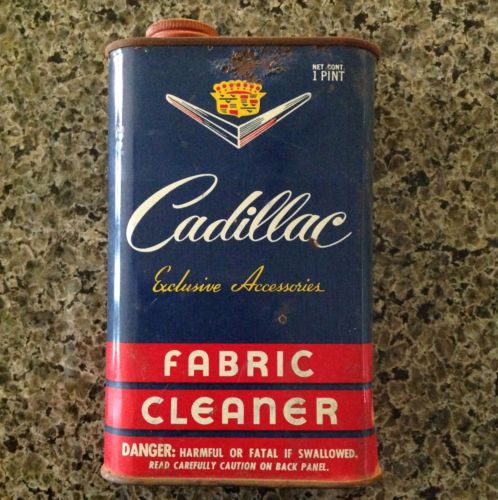 NET CONT.
1 PINT
Cadillac
Exclusive Accessories
FABRIC
CLEANER
DANGER: HARMFUL OR FATAL IF SWALLOWED.
READ CAREFULLY CAUTION ON BACK PANEL.